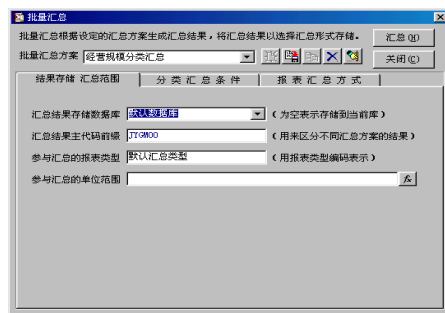 批量汇总
批量汇总根据设定的汇总方案生成汇总结果，将汇总结果以选择汇总形式存储。
汇总(H)
批量汇总方案 经营规模分类汇总
关闭(C)
结果存储 汇总范围 分类汇总条件 报表汇总方式
汇总结果存储数据库 默认数据库 （为空表示存储到当前库）
汇总结果主代码前缀 JYGM00 （用来区分不同汇总方案的结果）
参与汇总的报表类型 默认汇总类型 （用报表类型编码表示）
参与汇总的单位范围 fx